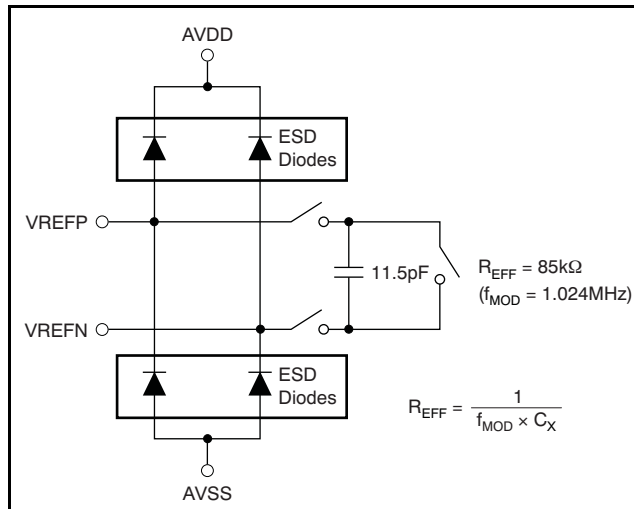 AVDD
ESD
Diodes
VREFP
11.5pF
R_EFF = 85kΩ
(f_MOD = 1.024MHz)
VREFN
ESD
Diodes
R_EFF = 1 / (f_MOD × C_X)
AVSS